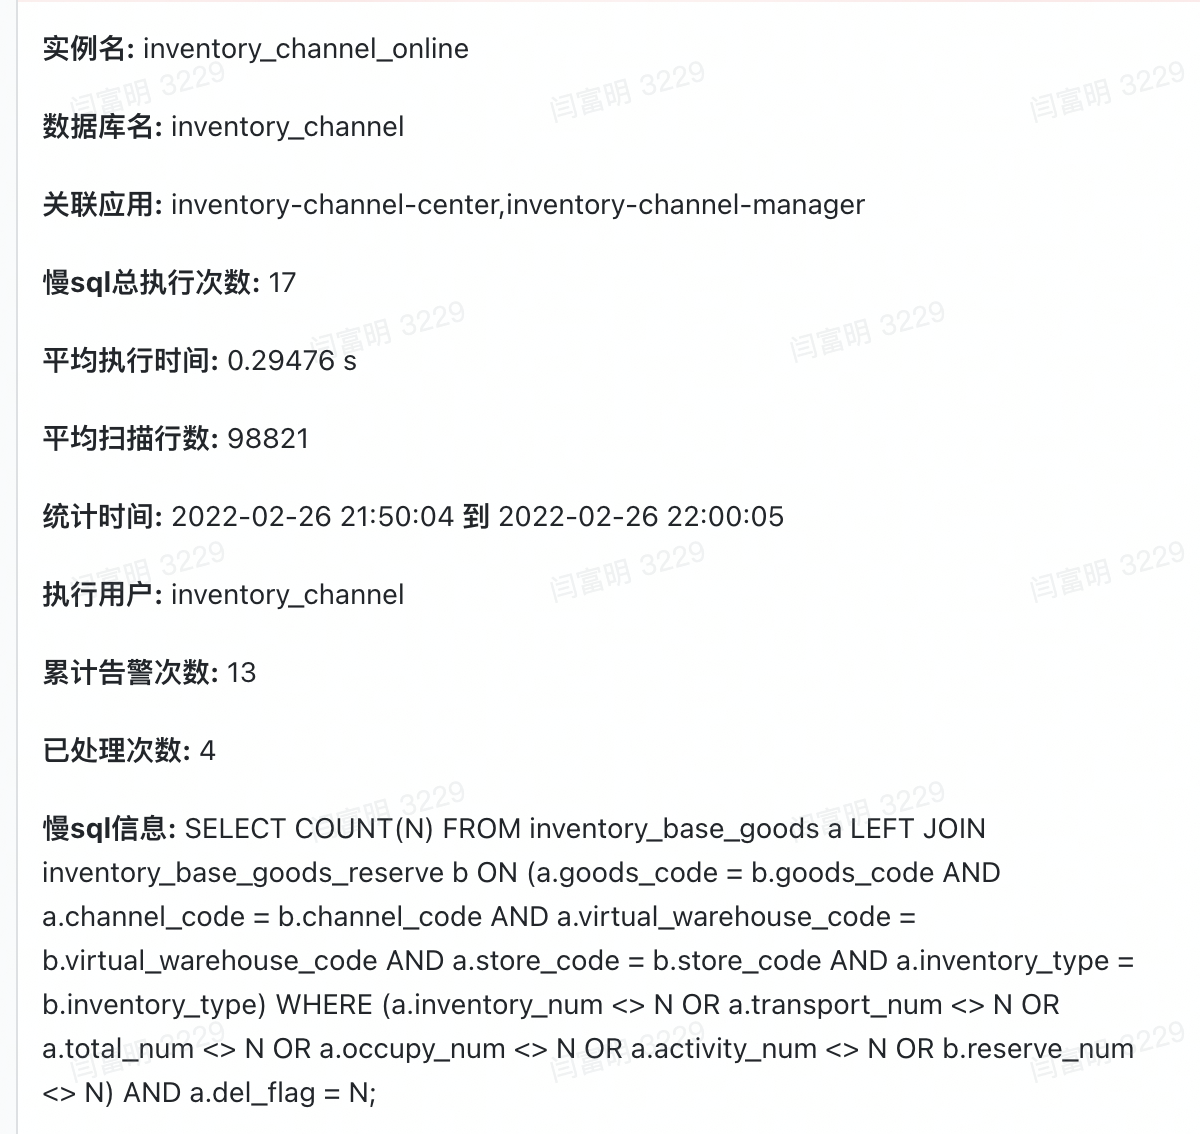 实例名: inventory_channel_online
闫富明 3229 闫富明 3229 闫富明 3229
数据库名: inventory_channel
关联应用: inventory-channel-center,inventory-channel-manager
慢sql总执行次数: 17
闫富明 3229 闫富明 3229
平均执行时间: 0.29476 s
平均扫描行数: 98821
统计时间: 2022-02-26 21:50:04 到 2022-02-26 22:00:05
闫富明 3229 闫富明 3229 闫富明 3229
执行用户: inventory_channel
累计告警次数: 13
已处理次数: 4
闫富明 3229 闫富明 3229
慢sql信息: SELECT COUNT(N) FROM inventory_base_goods a LEFT JOIN
inventory_base_goods_reserve b ON (a.goods_code = b.goods_code AND
a.channel_code = b.channel_code AND a.virtual_warehouse_code =
b.virtual_warehouse_code AND a.store_code = b.store_code AND a.inventory_type =
b.inventory_type) WHERE (a.inventory_num <> N OR a.transport_num <> N OR
a.total_num <> N OR a.occupy_num <> N OR a.activity_num <> N OR b.reserve_num
闫富明 3229 闫富明 3229 闫富明 3229
<> N) AND a.del_flag = N;